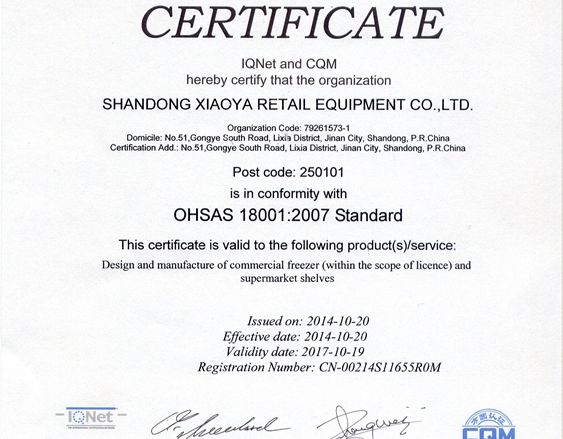 CERTIFICATE
IQNet and CQM
hereby certify that the organization
SHANDONG XIAOYA RETAIL EQUIPMENT CO.,LTD.
Organization Code: 79261573-1
Domicile: No.51,Gongye South Road, Lixia District, Jinan City, Shandong, P.R.China
Certification Add.: No.51,Gongye South Road, Lixia District, Jinan City, Shandong, P.R.China
Post code: 250101
is in conformity with
OHSAS 18001:2007 Standard
This certificate is valid to the following product(s)/service:
Design and manufacture of commercial freezer (within the scope of licence) and
supermarket shelves
Issued on: 2014-10-20
Effective date: 2014-10-20
Validity date: 2017-10-19
Registration Number: CN-00214S11655R0M
IQNet
CQM